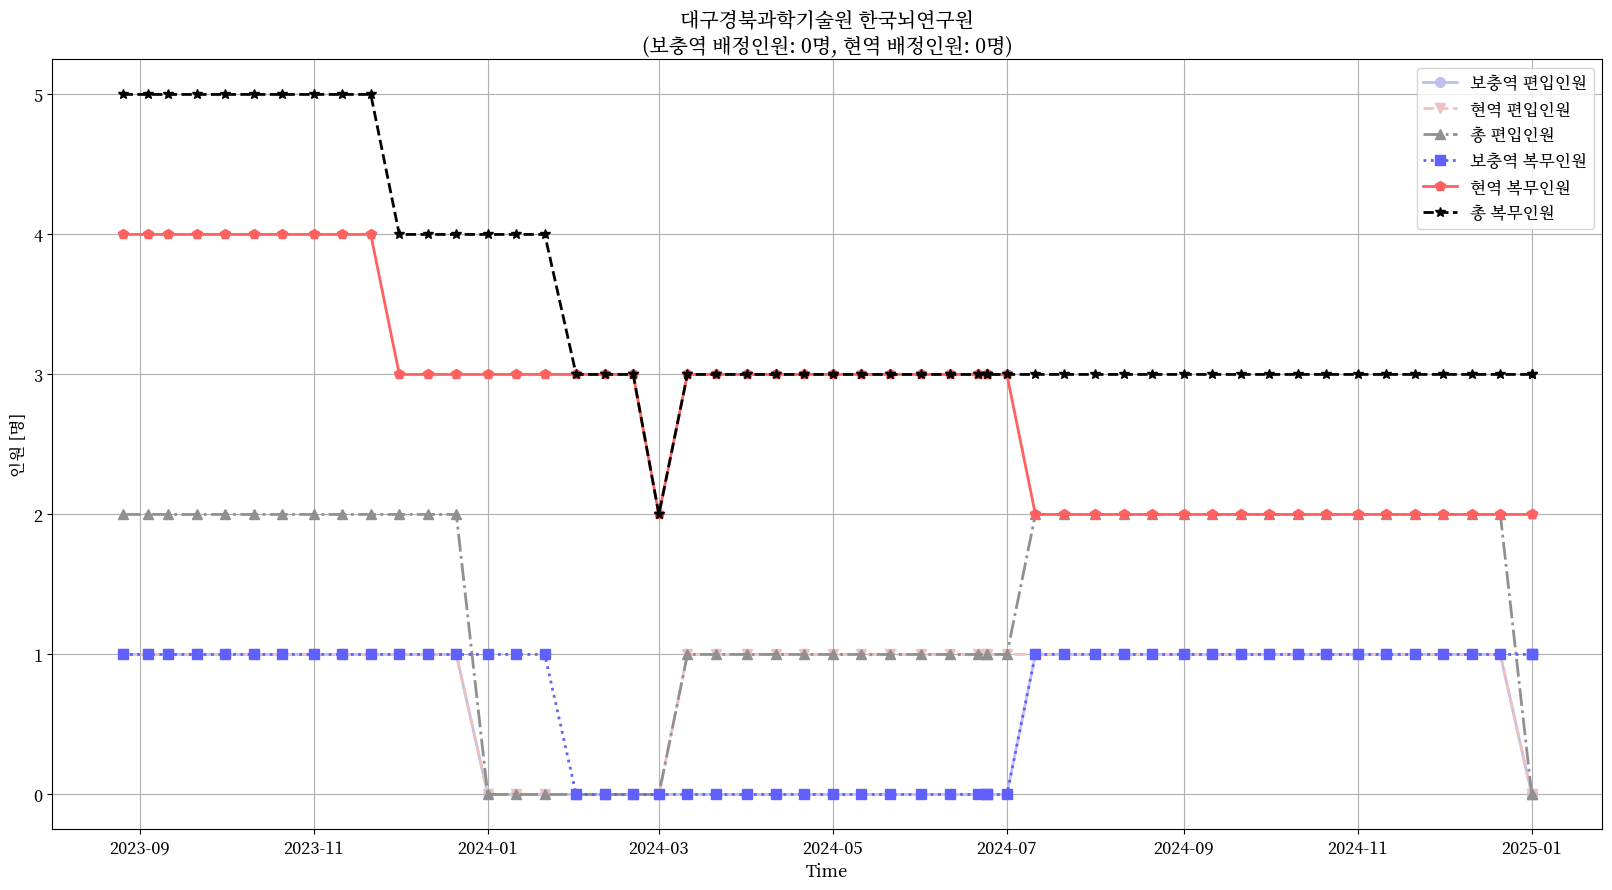 대구경북과학기술원 한국뇌연구원
(보충역 배정인원: 0명, 현역 배정인원: 0명)
보충역 편입인원
현역 편입인원
총 편입인원
보충역 복무인원
현역 복무인원
총 복무인원
인원 [명]
5
4
3
2
1
0
2023-09
2023-11
2024-01
2024-03
2024-05
2024-07
2024-09
2024-11
2025-01
Time